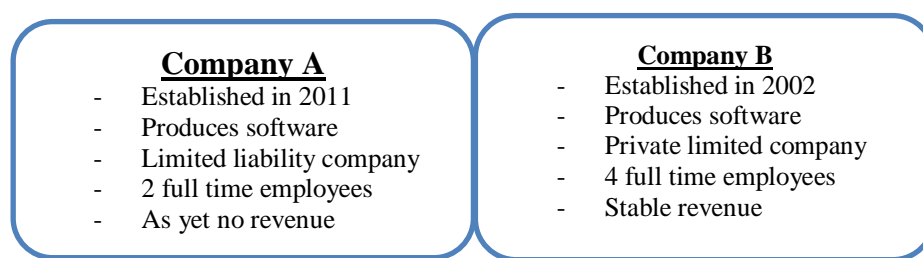 Company A
- Established in 2011
- Produces software
- Limited liability company
- 2 full time employees
- As yet no revenue
Company B
- Established in 2002
- Produces software
- Private limited company
- 4 full time employees
- Stable revenue